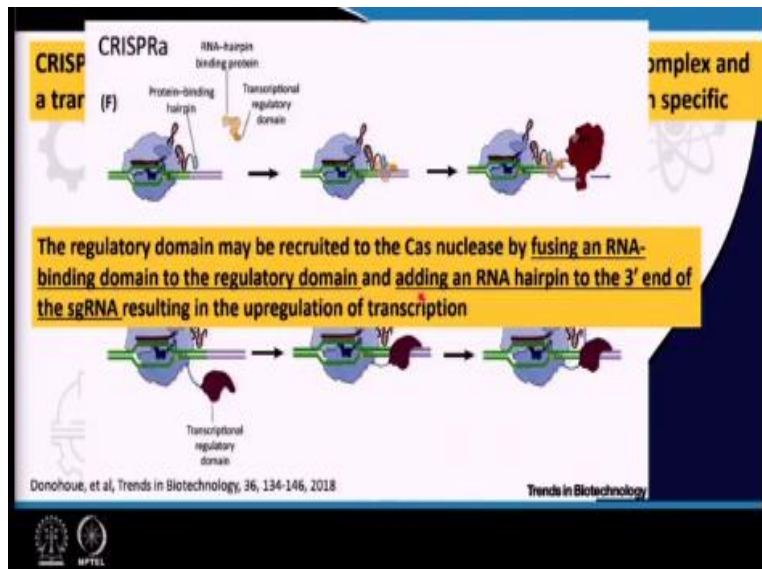 CRISPRa
RNA-hairpin
binding protein
CRISP
omplex and
Protein-binding
hairpin
Transcriptional
regulatory
domain
a tran
(F)
n specific
The regulatory domain may be recruited to the Cas nuclease by fusing an RNA-
binding domain to the regulatory domain and adding an RNA hairpin to the 3' end of
the sgRNA resulting in the upregulation of transcription
Transcriptional
regulatory
domain
Donohoue, et al, Trends in Biotechnology, 36, 134-146, 2018
Trends in Biotechnology
NPTEL